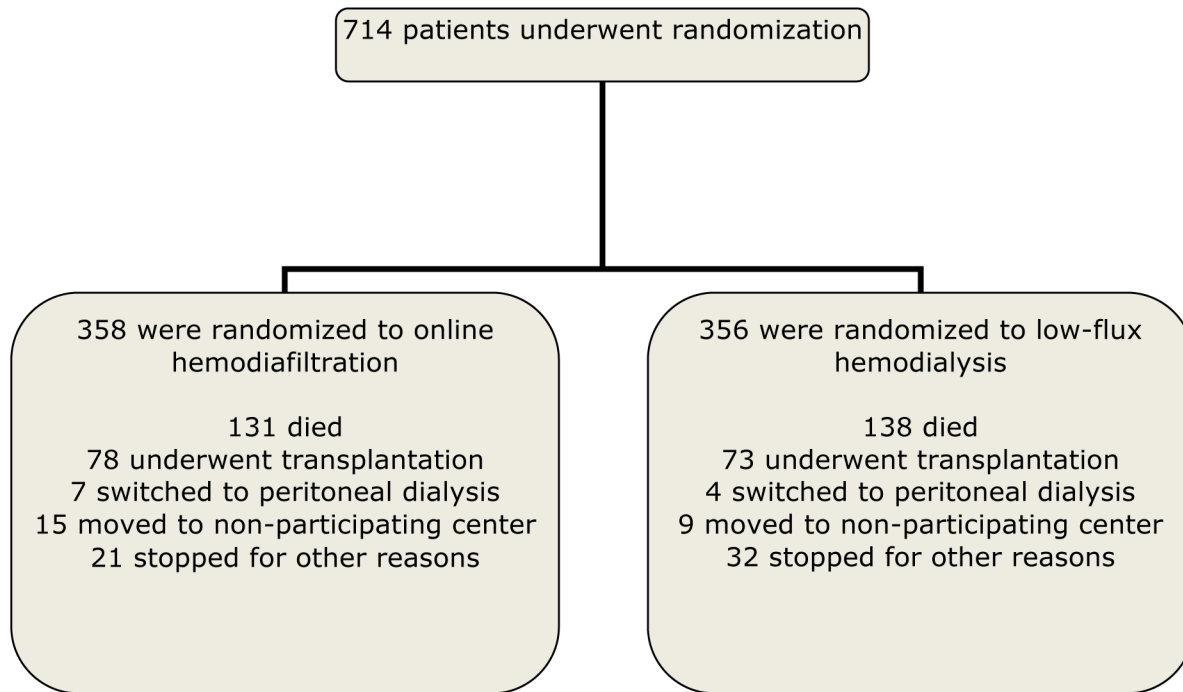 714 patients underwent randomization
358 were randomized to online
hemodiafiltration
131 died
78 underwent transplantation
7 switched to peritoneal dialysis
15 moved to non-participating center
21 stopped for other reasons
356 were randomized to low-flux
hemodialysis
138 died
73 underwent transplantation
4 switched to peritoneal dialysis
9 moved to non-participating center
32 stopped for other reasons